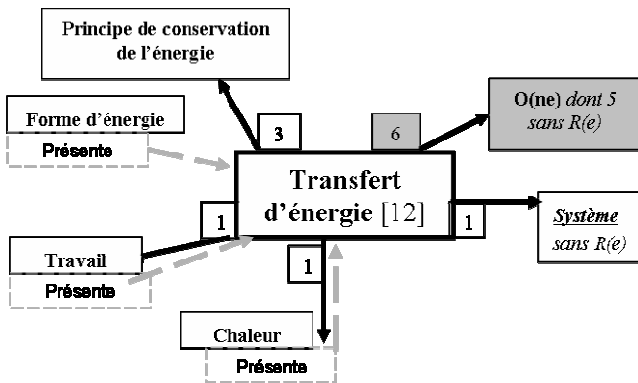 Principe de conservation
de l'énergie
Forme d'énergie
Présente
3
6
O(ne) dont 5
sans R(e)
Transfert
d'énergie [12]
1
1
Système
sans R(e)
Travail
Présente
1
Chaleur
Présente